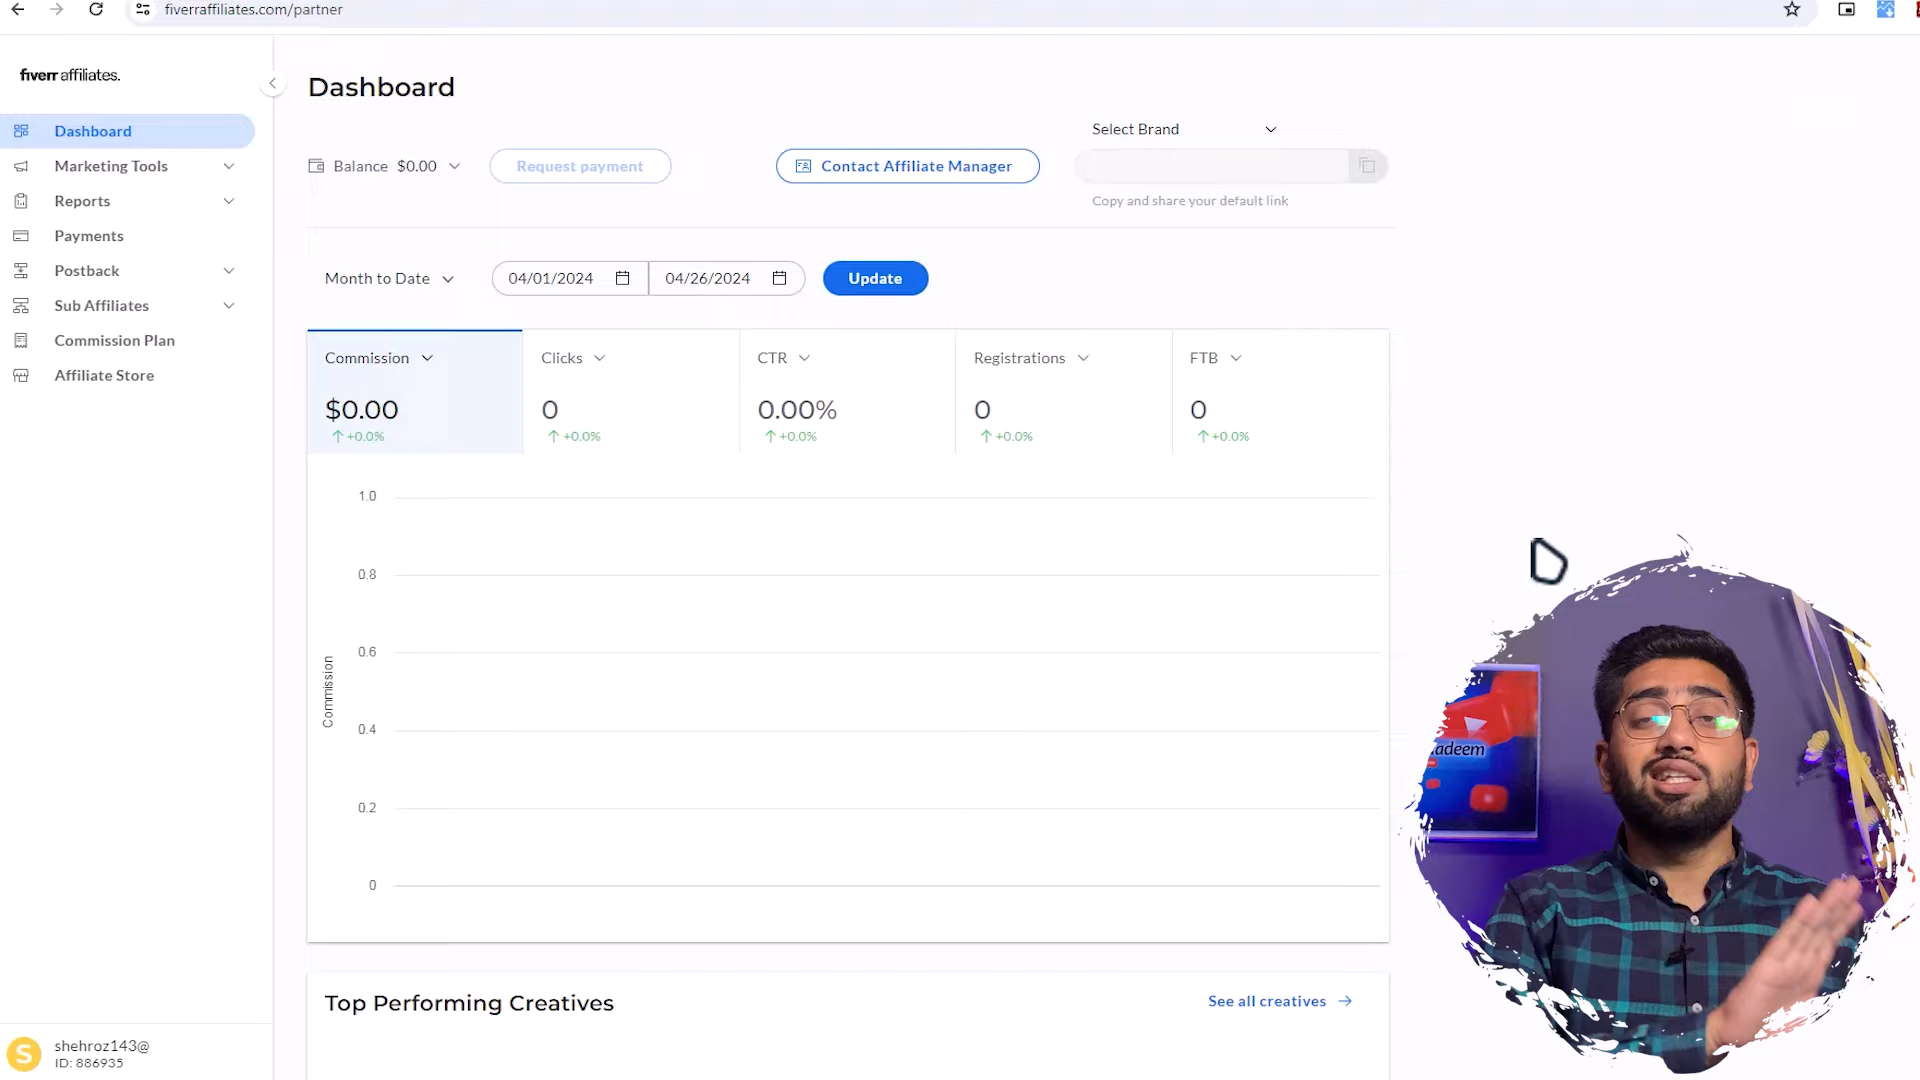 fiverraffiliates.com/partner
fiverr affiliates.
Dashboard
Marketing Tools
Reports
Payments
Postback
Sub Affiliates
Commission Plan
Affiliate Store
shehroz143@
ID: 886935
S
Dashboard
Balance $0.00
Request payment
Contact Affiliate Manager
Select Brand
Copy and share your default link
Month to Date
04/01/2024
04/26/2024
Update
Commission
$0.00
+0.0%
Clicks
0
+0.0%
CTR
0.00%
+0.0%
Registrations
0
+0.0%
FTB
0
+0.0%
1.0
0.8
0.6
0.4
0.2
0
Commission
Top Performing Creatives
See all creatives
adeem